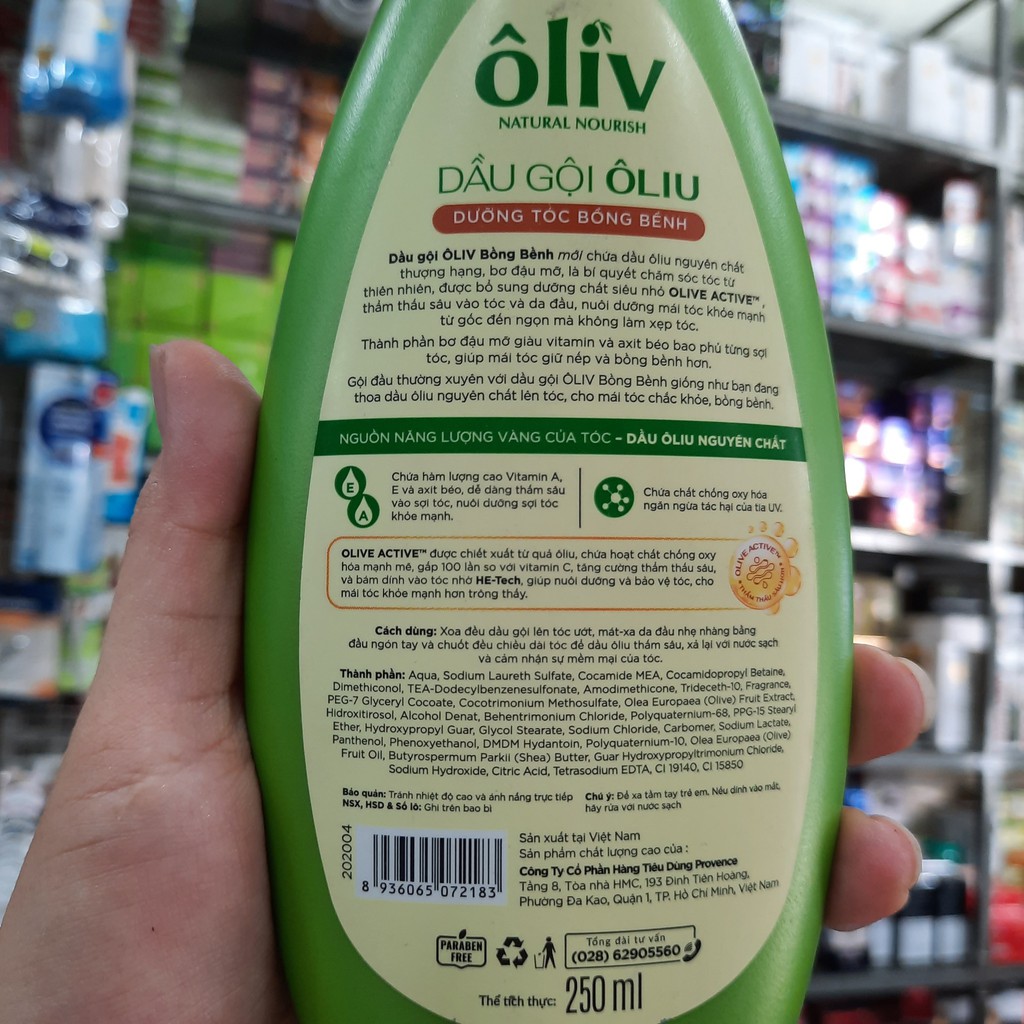 ôliv
NATURAL NOURISH
DẦU GỘI ÔLIU
DƯỠNG TÓC BỒNG BỀNH
Dầu gội ÔLIV Bồng Bềnh mới chứa dầu ôliu nguyên chất
thượng hạng, bơ đậu mỡ, là bí quyết chăm sóc tóc từ
thiên nhiên, được bổ sung dưỡng chất siêu nhỏ OLIVE ACTIVE™,
thẩm thấu sâu vào tóc và da đầu, nuôi dưỡng mái tóc khỏe mạnh
từ gốc đến ngọn mà không làm xẹp tóc.
Thành phần bơ đậu mỡ giàu vitamin và axit béo bao phủ từng sợi
tóc, giúp mái tóc giữ nếp và bồng bềnh hơn.
Gội đầu thường xuyên với dầu gội ÔLIV Bồng Bềnh giống như bạn đang
thoa dầu ôliu nguyên chất lên tóc, cho mái tóc chắc khỏe, bồng bềnh.
NGUỒN NĂNG LƯỢNG VÀNG CỦA TÓC – DẦU ÔLIU NGUYÊN CHẤT
E
A
Chứa hàm lượng cao Vitamin A,
E và axit béo, dễ dàng thấm sâu
vào sợi tóc, nuôi dưỡng sợi tóc
khỏe mạnh.
Chứa chất chống oxy hóa
ngăn ngừa tác hại của tia UV.
OLIVE ACTIVE™ được chiết xuất từ quả ôliu, chứa hoạt chất chống oxy
hóa mạnh mẽ, gấp 100 lần so với vitamin C, tăng cường thẩm thấu sâu,
và bám dính vào tóc nhờ HE-Tech, giúp nuôi dưỡng và bảo vệ tóc, cho
mái tóc khỏe mạnh hơn trông thấy.
OLIVE ACTIVE™
THẨM THẤU SÂU HƠN
Cách dùng: Xoa đều dầu gội lên tóc ướt, mát-xa da đầu nhẹ nhàng bằng
đầu ngón tay và chuốt đều chiều dài tóc để dầu ôliu thấm sâu, xả lại với nước sạch
và cảm nhận sự mềm mại của tóc.
Thành phần: Aqua, Sodium Laureth Sulfate, Cocamide MEA, Cocamidopropyl Betaine,
Dimethiconol, TEA-Dodecylbenzenesulfonate, Amodimethicone, Trideceth-10, Fragrance,
PEG-7 Glyceryl Cocoate, Cocotrimonium Methosulfate, Olea Europaea (Olive) Fruit Extract,
Hidroxitirosol, Alcohol Denat, Behentrimonium Chloride, Polyquaternium-68, PPG-15 Stearyl
Ether, Hydroxypropyl Guar, Glycol Stearate, Sodium Chloride, Carbomer, Sodium Lactate,
Panthenol, Phenoxyethanol, DMDM Hydantoin, Polyquaternium-10, Olea Europaea (Olive)
Fruit Oil, Butyrospermum Parkii (Shea) Butter, Guar Hydroxypropyltrimonium Chloride,
Sodium Hydroxide, Citric Acid, Tetrasodium EDTA, CI 19140, CI 15850
Bảo quản: Tránh nhiệt độ cao và ánh nắng trực tiếp
NSX, HSD & Số lô: Ghi trên bao bì
Chú ý: Để xa tầm tay trẻ em. Nếu dính vào mắt,
hãy rửa với nước sạch
202004
8 936065 072183
Sản xuất tại Việt Nam
Sản phẩm chất lượng cao của :
Công Ty Cổ Phần Hàng Tiêu Dùng Provence
Tầng 8, Tòa nhà HMC, 193 Đinh Tiên Hoàng,
Phường Đa Kao, Quận 1, TP. Hồ Chí Minh, Việt Nam
PARABEN
FREE
Tổng đài tư vấn
(028) 62905560
Thể tích thực: 250 ml